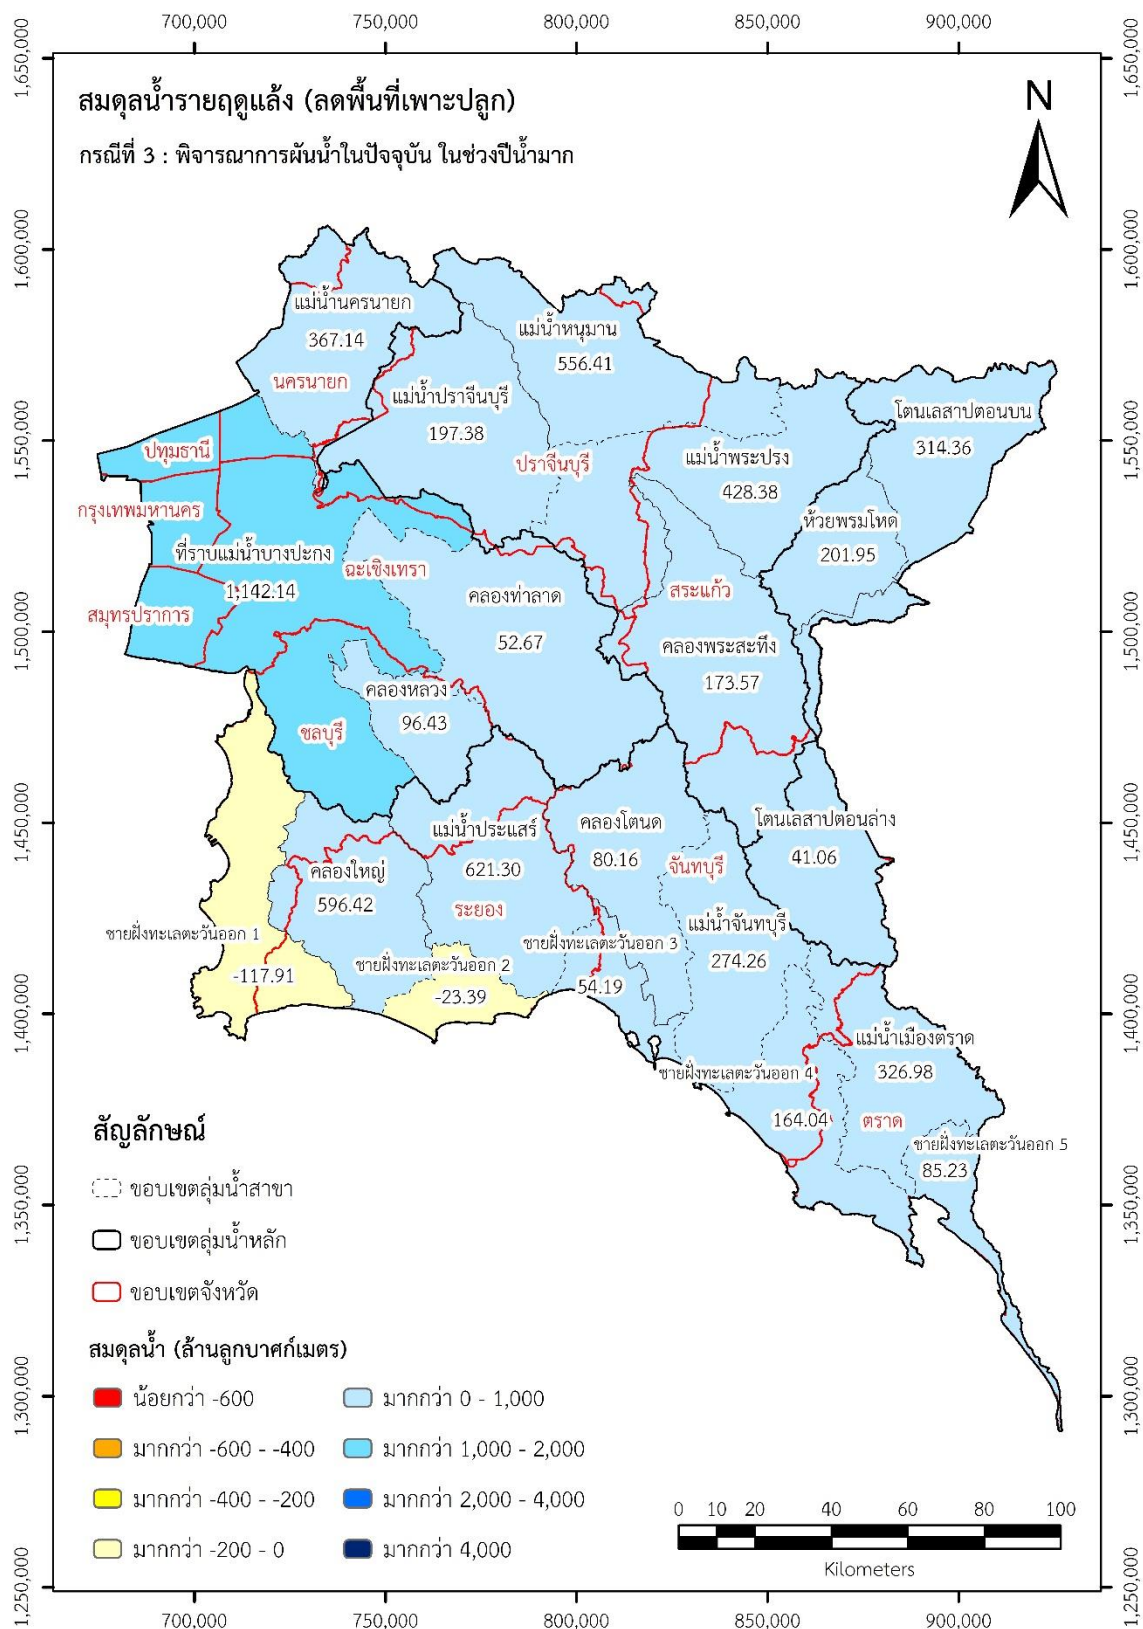 700,000 750,000 800,000 850,000 900,000
1,650,000 1,650,000
สมดุลน้ำรายฤดูแล้ง (ลดพื้นที่เพาะปลูก)
กรณีที่ 3 : พิจารณาการผันน้ำในปัจจุบัน ในช่วงปีน้ำมาก
N
1,600,000 1,600,000
แม่น้ำนครนายก
367.14
นครนายก
แม่น้ำหนุมาน
556.41
แม่น้ำปราจีนบุรี
197.38
โตนเลสาปตอนบน
314.36
1,550,000 1,550,000
ปทุมธานี
ปราจีนบุรี
แม่น้ำพระปรง
428.38
กรุงเทพมหานคร
ห้วยพรมโหด
201.95
ที่ราบแม่น้ำบางปะกง
1,142.14
ฉะเชิงเทรา
คลองท่าลาด
52.67
สระแก้ว
สมุทรปราการ
1,500,000 1,500,000
คลองพระสะทึง
173.57
คลองหลวง
96.43
ชลบุรี
1,450,000 1,450,000
แม่น้ำประแสร์
621.30
คลองโตนด
80.16
โตนเลสาปตอนล่าง
41.06
จันทบุรี
คลองใหญ่
596.42
ระยอง
แม่น้ำจันทบุรี
274.26
ชายฝั่งทะเลตะวันออก 1
-117.91
ชายฝั่งทะเลตะวันออก 2
-23.39
ชายฝั่งทะเลตะวันออก 3
54.19
1,400,000 1,400,000
แม่น้ำเมืองตราด
326.98
ชายฝั่งทะเลตะวันออก 4
164.04
ตราด
ชายฝั่งทะเลตะวันออก 5
85.23
สัญลักษณ์
ขอบเขตลุ่มน้ำสาขา
1,350,000 1,350,000
ขอบเขตลุ่มน้ำหลัก
ขอบเขตจังหวัด
สมดุลน้ำ (ล้านลูกบาศก์เมตร)
1,300,000 1,300,000
น้อยกว่า -600 มากกว่า 0 - 1,000
มากกว่า -600 - -400 มากกว่า 1,000 - 2,000
มากกว่า -400 - -200 มากกว่า 2,000 - 4,000
มากกว่า -200 - 0 มากกว่า 4,000
0 10 20 40 60 80 100
Kilometers
1,250,000 1,250,000
700,000 750,000 800,000 850,000 900,000